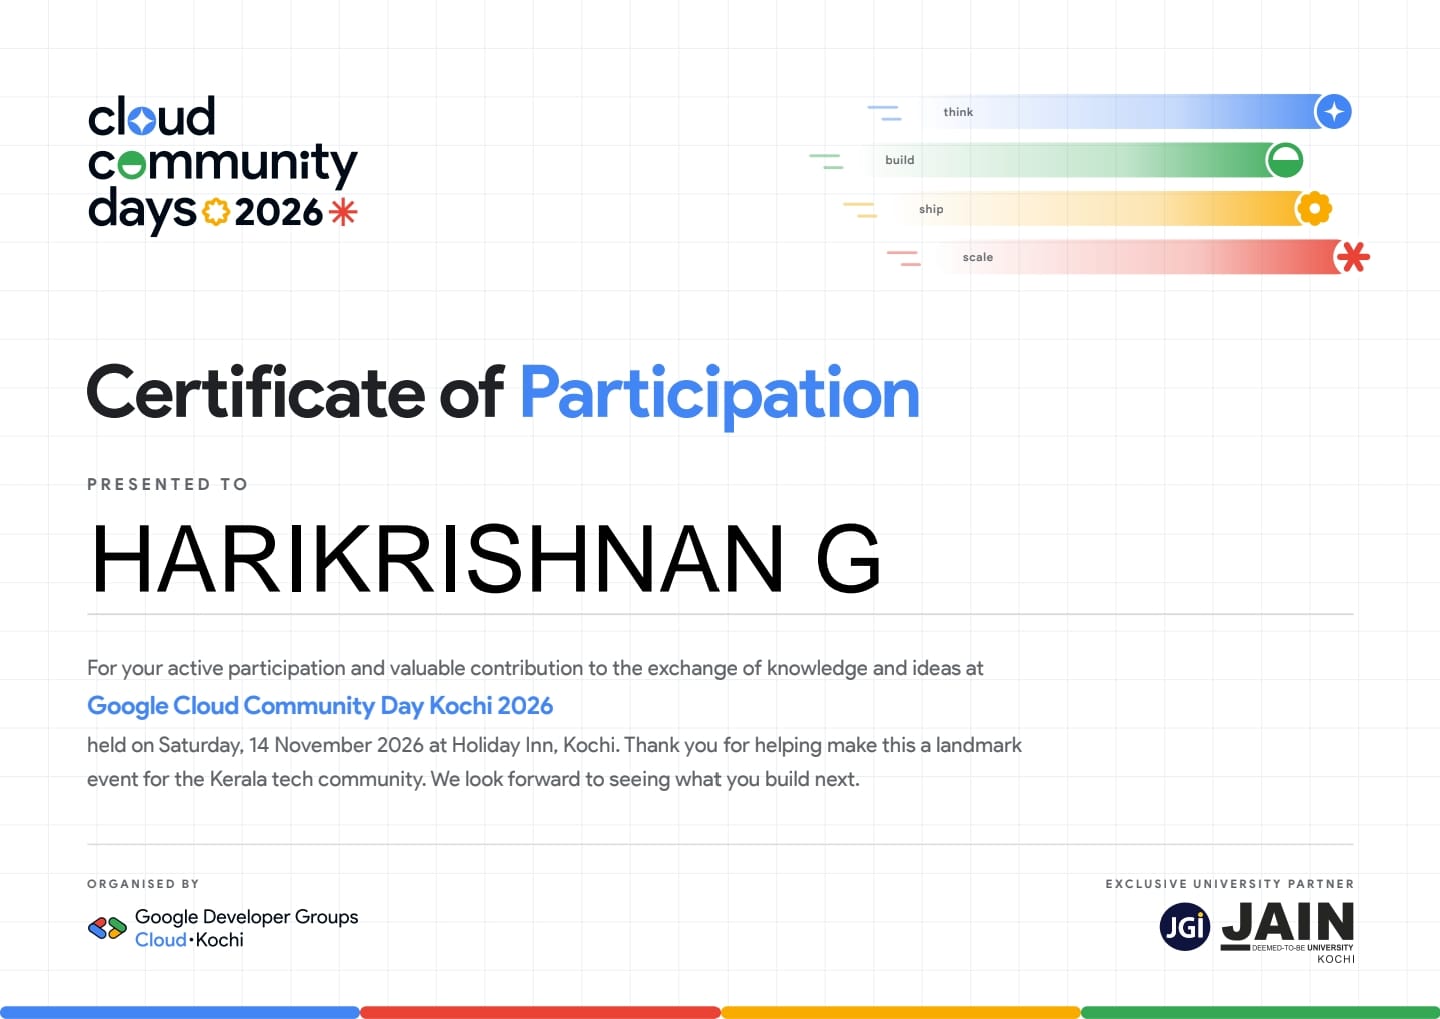 cloud
community
days 2026
think
build
ship
scale
Certificate of Participation
PRESENTED TO
HARIKRISHNAN G
For your active participation and valuable contribution to the exchange of knowledge and ideas at
Google Cloud Community Day Kochi 2026
held on Saturday, 14 November 2026 at Holiday Inn, Kochi. Thank you for helping make this a landmark
event for the Kerala tech community. We look forward to seeing what you build next.
ORGANISED BY
Google Developer Groups
Cloud • Kochi
EXCLUSIVE UNIVERSITY PARTNER
JGi JAIN
DEEMED-TO-BE UNIVERSITY
KOCHI